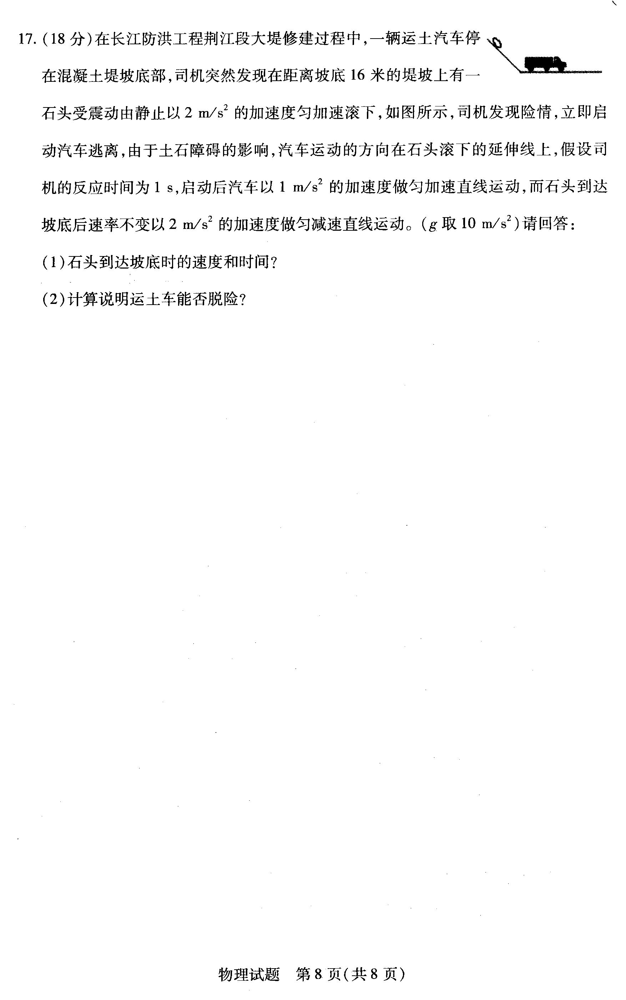 17. (18 分)在长江防洪工程荆江段大堤修建过程中,一辆运土汽车停
在混凝土堤坡底部,司机突然发现在距离坡底 16 米的堤坡上有一
石头受震动由静止以 2 m/s² 的加速度匀加速滚下,如图所示,司机发现险情,立即启
动汽车逃离,由于土石障碍的影响,汽车运动的方向在石头滚下的延伸线上,假设司
机的反应时间为 1 s,启动后汽车以 1 m/s² 的加速度做匀加速直线运动,而石头到达
坡底后速率不变以 2 m/s² 的加速度做匀减速直线运动。(g 取 10 m/s²)请回答:
(1)石头到达坡底时的速度和时间?
(2)计算说明运土车能否脱险?
物理试题 第 8 页(共 8 页)